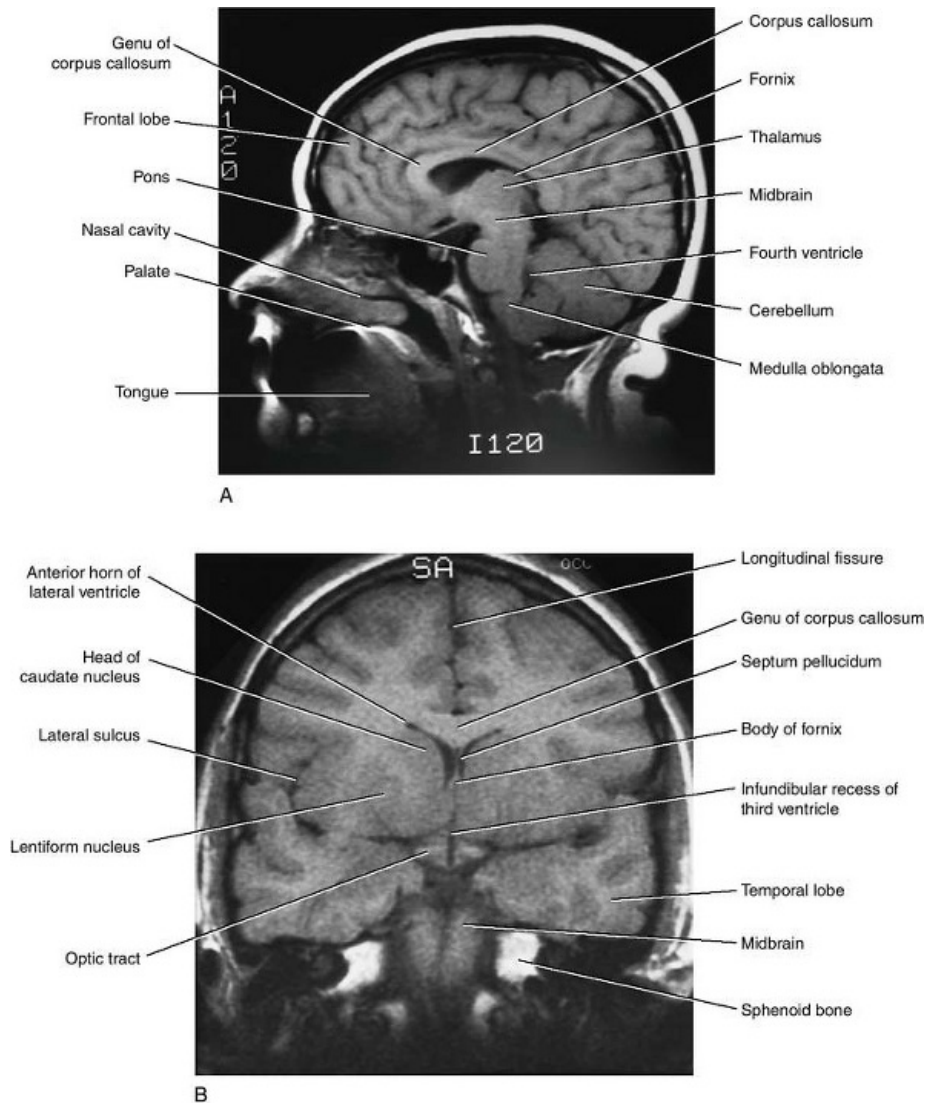 Genu of
corpus callosum
Frontal lobe
Pons
Nasal cavity
Palate
Tongue
A
1
2
0
Corpus callosum
Fornix
Thalamus
Midbrain
Fourth ventricle
Cerebellum
Medulla oblongata
I120
A
Anterior horn of
lateral ventricle
Head of
caudate nucleus
Lateral sulcus
Lentiform nucleus
Optic tract
SA
Longitudinal fissure
Genu of corpus callosum
Septum pellucidum
Body of fornix
Infundibular recess of
third ventricle
Temporal lobe
Midbrain
Sphenoid bone
B